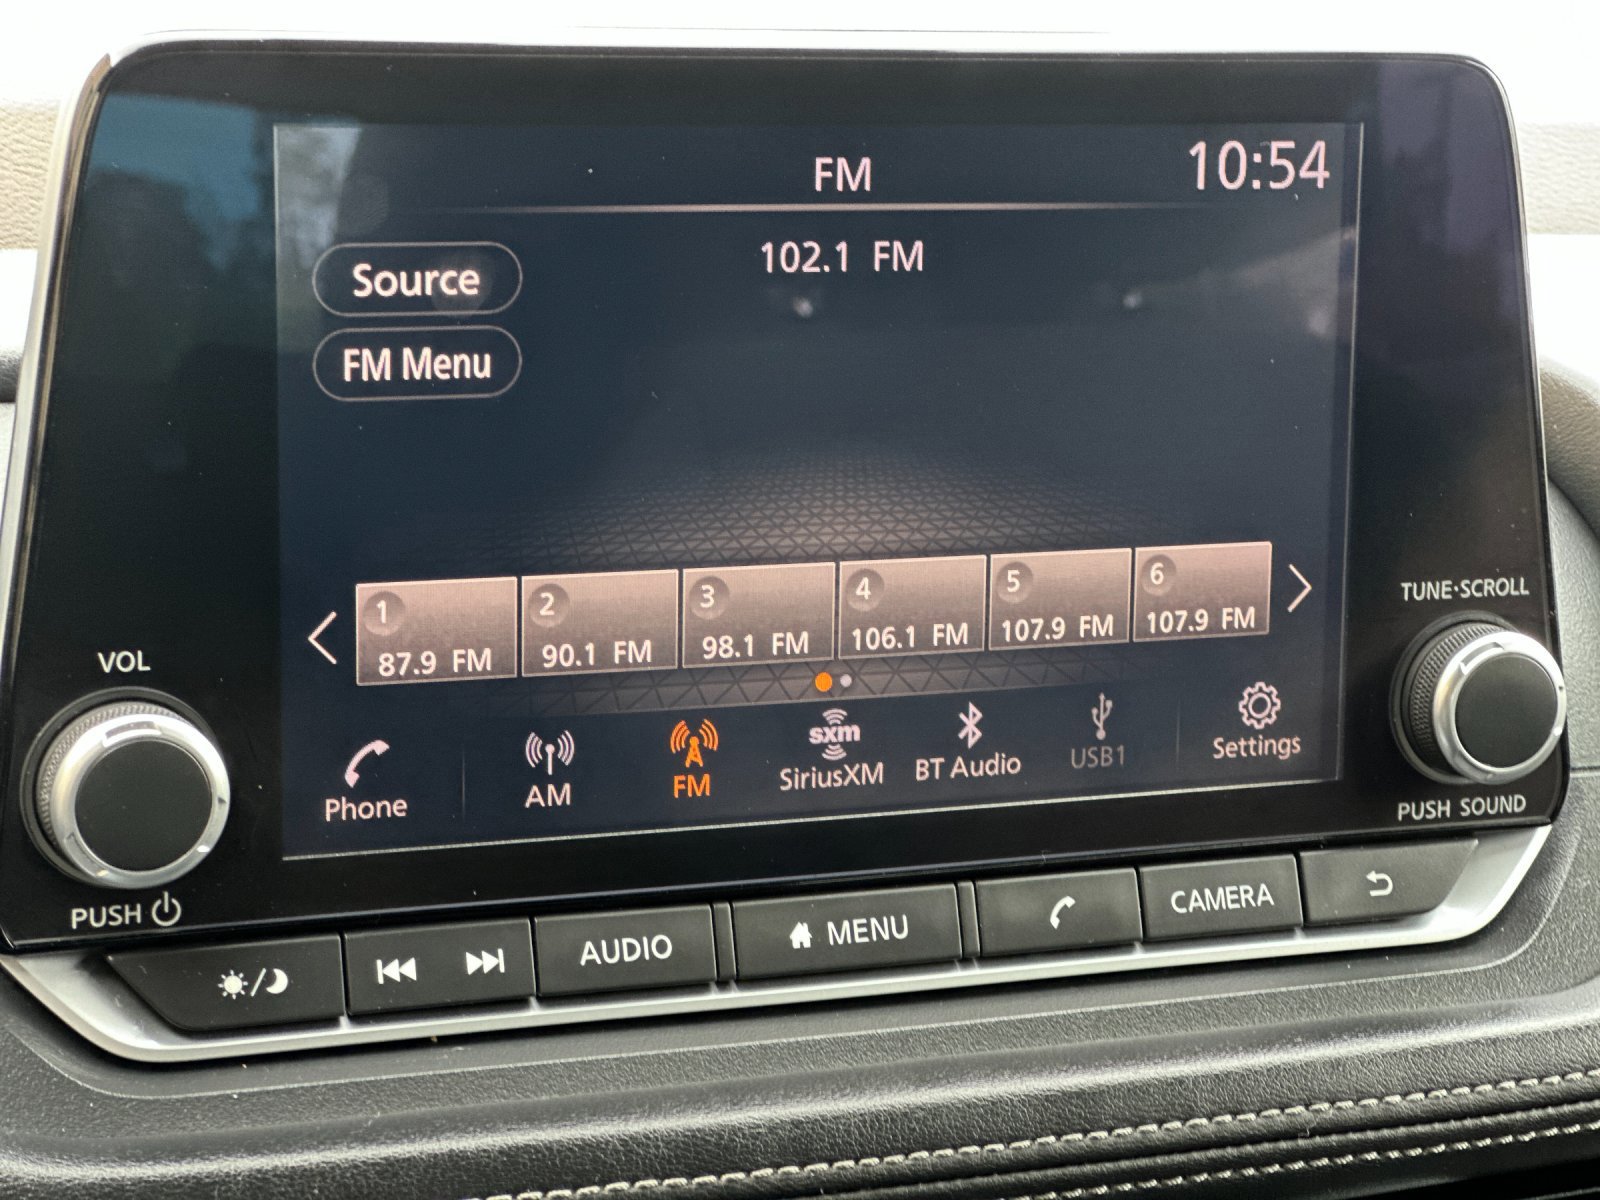 FM
10:54
102.1 FM
Source
FM Menu
1
87.9 FM
2
90.1 FM
3
98.1 FM
4
106.1 FM
5
107.9 FM
6
107.9 FM
Phone
AM
FM
sxm
SiriusXM
BT Audio
USB1
Settings
VOL
PUSH
TUNE·SCROLL
PUSH SOUND
AUDIO
MENU
CAMERA